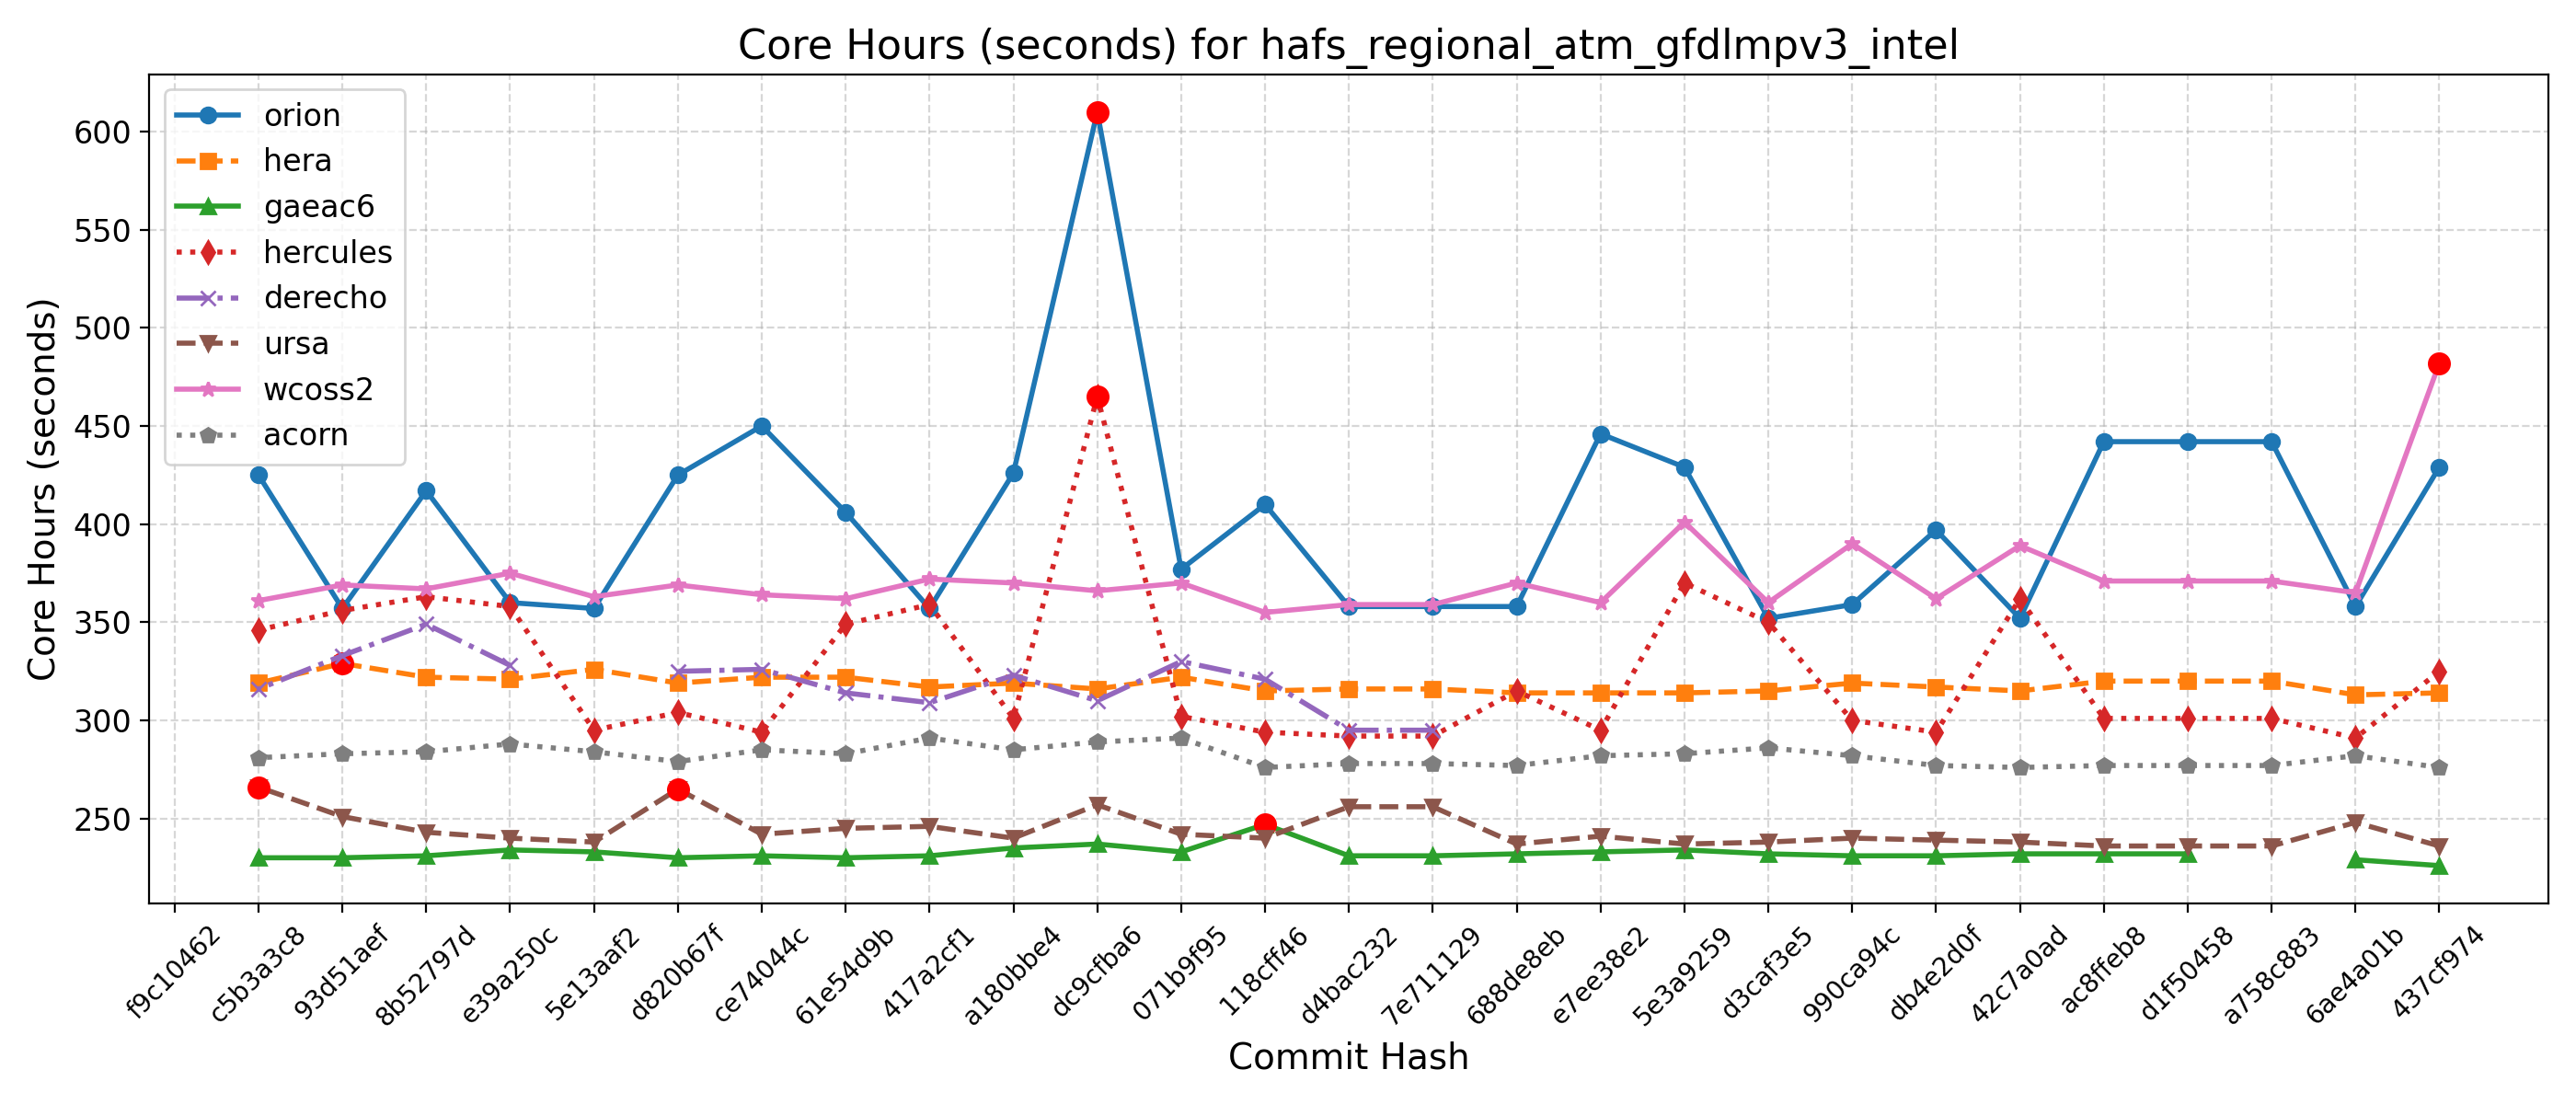 Core Hours (seconds) for hafs_regional_atm_gfdlmpv3_intel
orion
hera
gaeac6
hercules
derecho
ursa
wcoss2
acorn
Core Hours (seconds)
600
550
500
450
400
350
300
250
f9c10462
c5b3a3c8
93d51aef
8b52797d
e39a250c
5e13aaf2
d820b67f
ce74044c
61e54d9b
417a2cf1
a180bbe4
dc9cfba6
071b9f95
118cff46
d4bac232
7e711129
688de8eb
e7ee38e2
5e3a9259
d3caf3e5
990ca94c
db4e2d0f
42c7a0ad
ac8ffeb8
d1f50458
a758c883
6ae4a01b
437cf974
Commit Hash